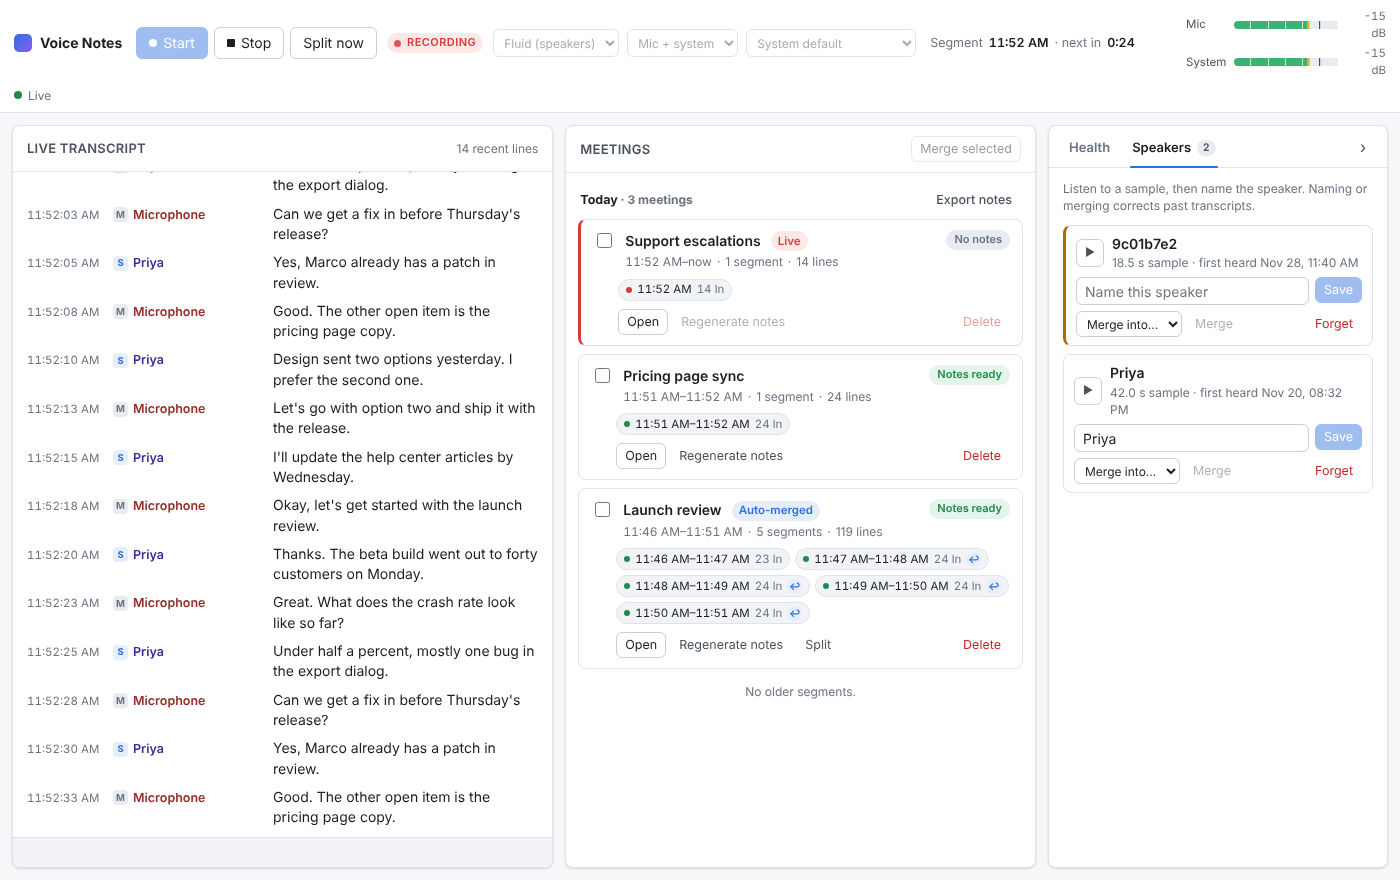 Voice Notes
Start
Stop
Split now
RECORDING
Fluid (speakers)
Mic + system
System default
Segment 11:52 AM · next in 0:24
Mic
-15 dB
System
-15 dB
Live
LIVE TRANSCRIPT
14 recent lines
the export dialog.
11:52:03 AM M Microphone Can we get a fix in before Thursday's
release?
11:52:05 AM S Priya Yes, Marco already has a patch in
review.
11:52:08 AM M Microphone Good. The other open item is the
pricing page copy.
11:52:10 AM S Priya Design sent two options yesterday. I
prefer the second one.
11:52:13 AM M Microphone Let's go with option two and ship it with
the release.
11:52:15 AM S Priya I'll update the help center articles by
Wednesday.
11:52:18 AM M Microphone Okay, let's get started with the launch
review.
11:52:20 AM S Priya Thanks. The beta build went out to forty
customers on Monday.
11:52:23 AM M Microphone Great. What does the crash rate look
like so far?
11:52:25 AM S Priya Under half a percent, mostly one bug in
the export dialog.
11:52:28 AM M Microphone Can we get a fix in before Thursday's
release?
11:52:30 AM S Priya Yes, Marco already has a patch in
review.
11:52:33 AM M Microphone Good. The other open item is the
pricing page copy.
MEETINGS
Merge selected
Today · 3 meetings
Export notes
Support escalations Live
No notes
11:52 AM–now · 1 segment · 14 lines
11:52 AM 14 ln
Open
Regenerate notes
Delete
Pricing page sync
Notes ready
11:51 AM–11:52 AM · 1 segment · 24 lines
11:51 AM–11:52 AM 24 ln
Open
Regenerate notes
Delete
Launch review Auto-merged
Notes ready
11:46 AM–11:51 AM · 5 segments · 119 lines
11:46 AM–11:47 AM 23 ln 11:47 AM–11:48 AM 24 ln ↩
11:48 AM–11:49 AM 24 ln ↩ 11:49 AM–11:50 AM 24 ln ↩
11:50 AM–11:51 AM 24 ln ↩
Open
Regenerate notes
Split
Delete
No older segments.
Health
Speakers 2
›
Listen to a sample, then name the speaker. Naming or
merging corrects past transcripts.
9c01b7e2
18.5 s sample · first heard Nov 28, 11:40 AM
Name this speaker
Save
Merge into...
Merge
Forget
Priya
42.0 s sample · first heard Nov 20, 08:32
PM
Priya
Save
Merge into...
Merge
Forget